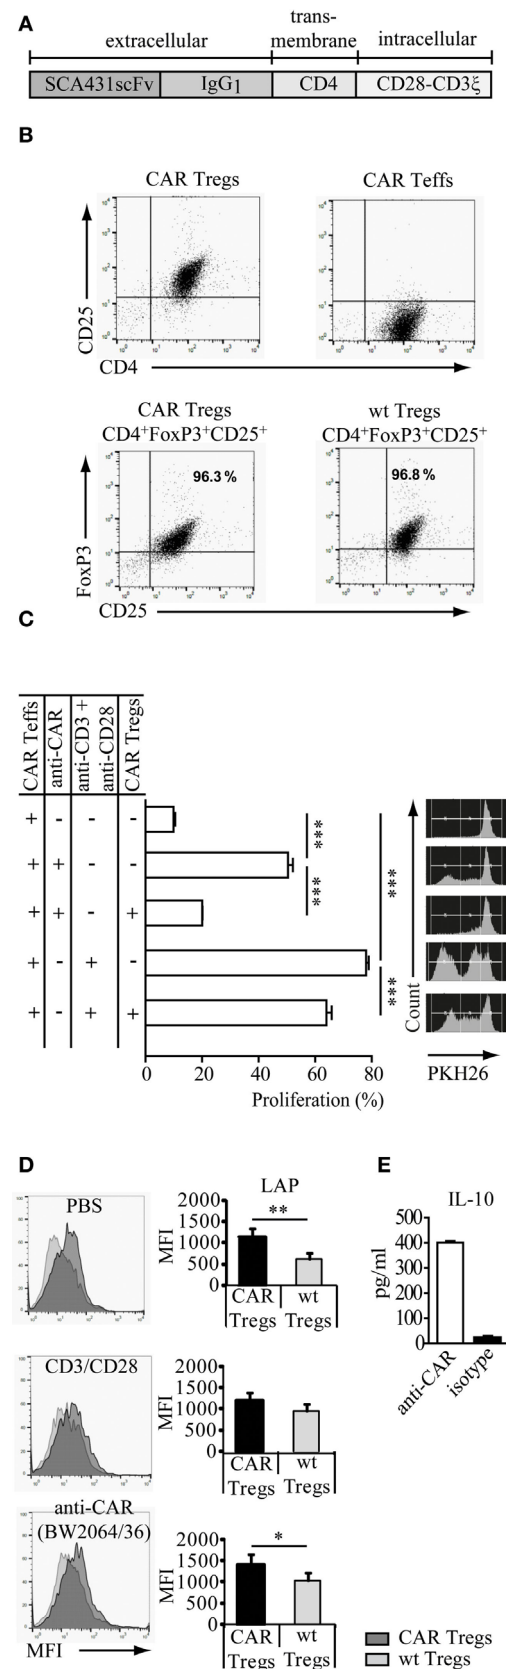 A
extracellular
trans-
membrane
intracellular
SCA431scFv
IgG1
CD4
CD28-CD3ξ
B
CAR Tregs
CAR Teffs
CD25
CD4
CAR Tregs
CD4+FoxP3+CD25+
wt Tregs
CD4+FoxP3+CD25+
96.3 %
96.8 %
FoxP3
CD25
C
CAR Teffs
anti-CAR
anti-CD3 +
anti-CD28
CAR Tregs
+ - - -
+ + - -
+ + - +
+ - + -
+ - + +
***
***
***
***
Count
PKH26
0 20 40 60 80
Proliferation (%)
D
PBS
LAP
MFI
2000
1500
1000
500
0
**
CAR
Tregs
wt
Tregs
CD3/CD28
MFI
2000
1500
1000
500
0
CAR
Tregs
wt
Tregs
anti-CAR
(BW2064/36)
MFI
MFI
2000
1500
1000
500
0
*
CAR
Tregs
wt
Tregs
E
IL-10
pg/ml
500
400
300
200
100
0
anti-CAR
isotype
CAR Tregs
wt Tregs